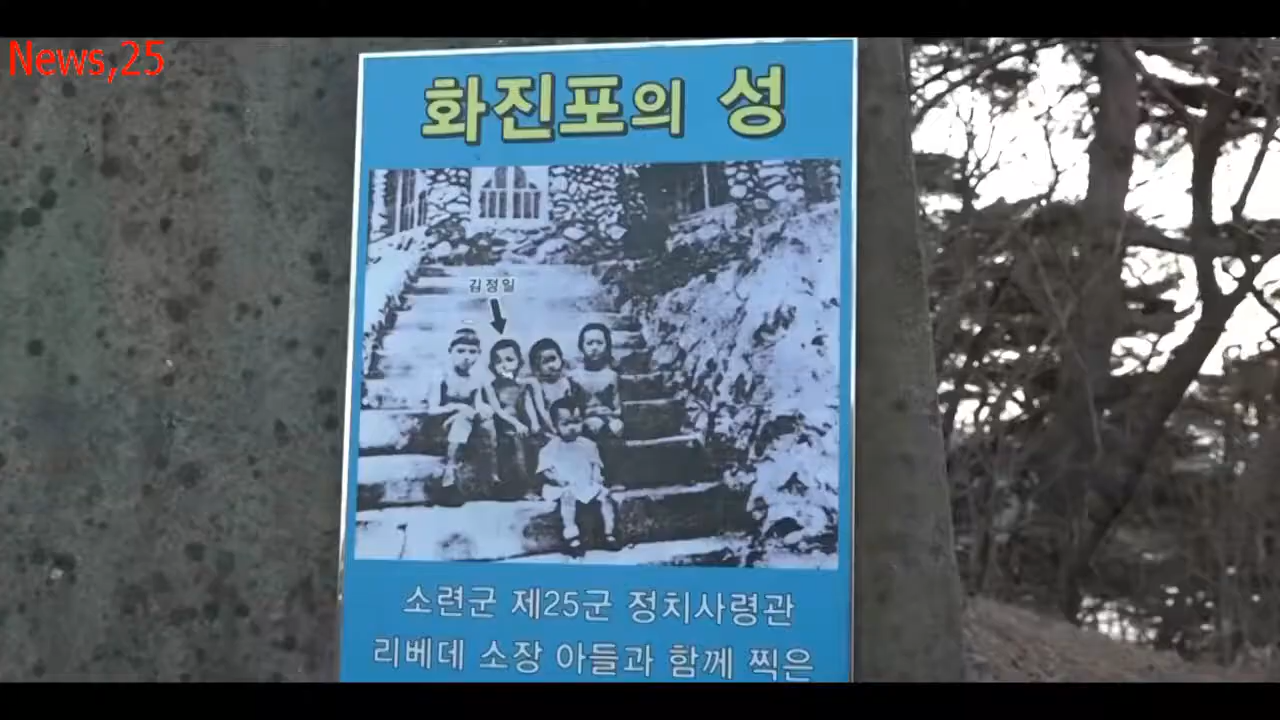 News,25
화진포의 성
김정일
소련군 제25군 정치사령관
리베데 소장 아들과 함께 찍은